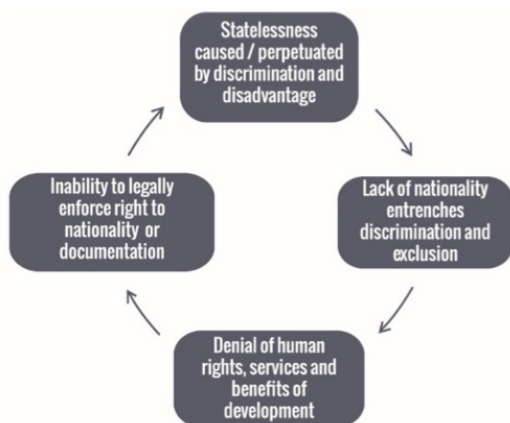 Statelessness
caused / perpetuated
by discrimination and
disadvantage
Lack of nationality
entrenches
discrimination and
exclusion
Denial of human
rights, services and
benefits of
development
Inability to legally
enforce right to
nationality or
documentation